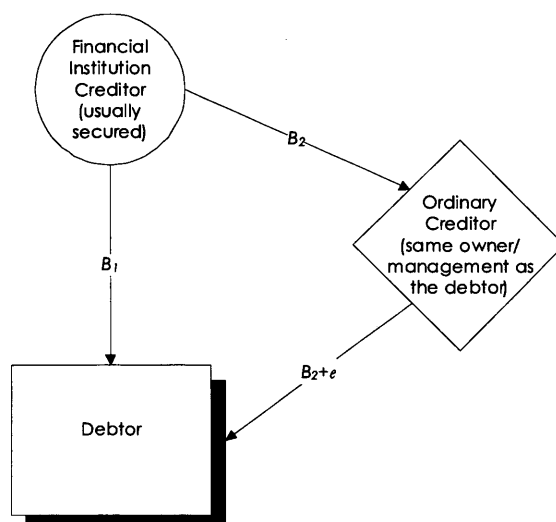 Financial
Institution
Creditor
(usually
secured)
B2
Ordinary
Creditor
(same owner/
management as
the debtor)
B1
B2+e
Debtor